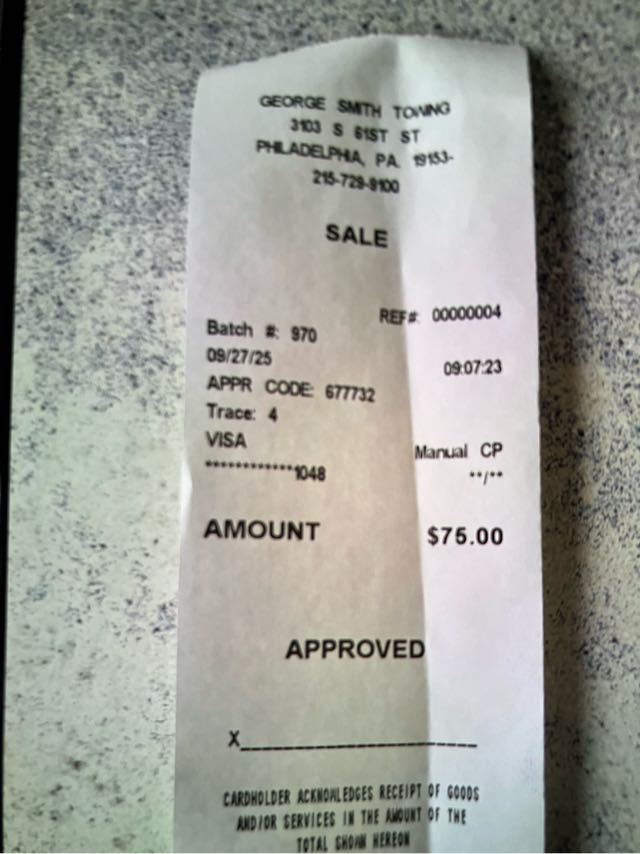 GEORGE SMITH TOWING
3103 S 61ST ST
PHILADELPHIA, PA. 19153-
215-729-9100
SALE
REF#: 00000004
Batch #: 970
09/27/25 09:07:23
APPR CODE: 677732
Trace: 4
VISA Manual CP
************1048 **/**
AMOUNT $75.00
APPROVED
X
CARDHOLDER ACKNOWLEDGES RECEIPT OF GOODS
AND/OR SERVICES IN THE AMOUNT OF THE
TOTAL SHOWN HEREON